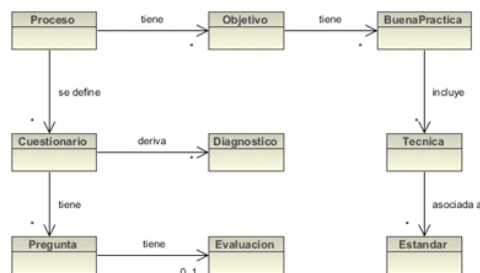 Proceso tiene Objetivo tiene BuenaPractica
* *
se define incluye
* *
Cuestionario deriva Diagnostico Tecnica
*
tiene asociada a
* *
Pregunta tiene Evaluacion Estandar
0..1